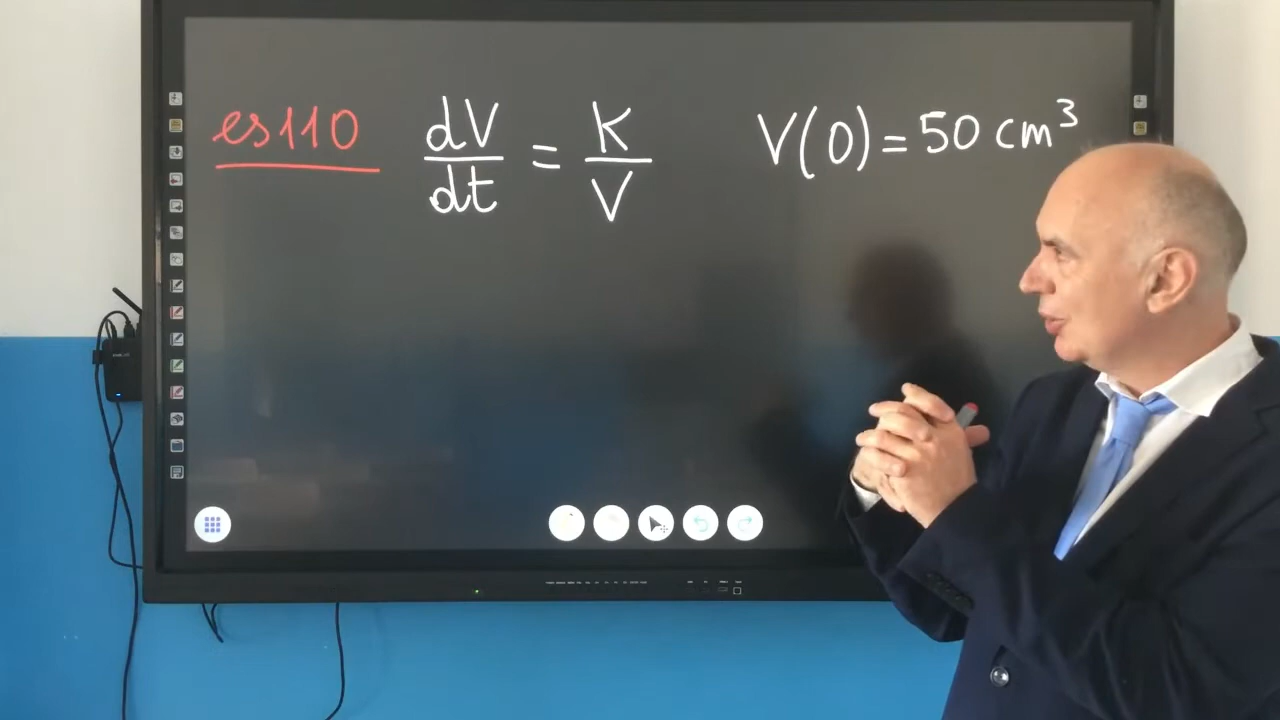 es110 dV/dt = K/V V(0) = 50 cm³